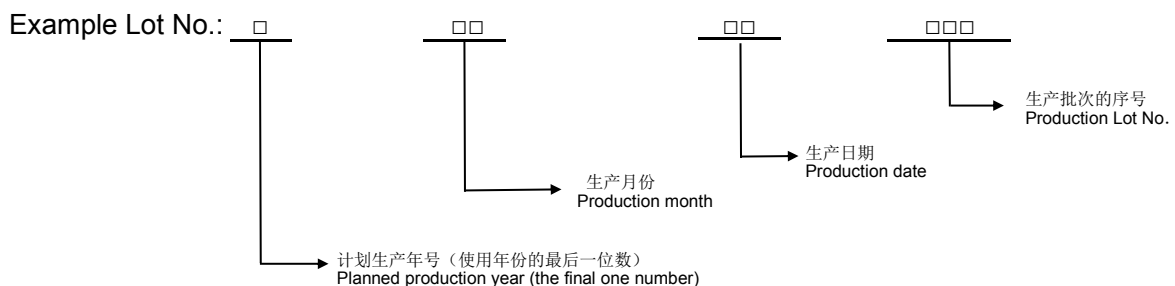 Example Lot No.: □ □□ □□ □□□
生产批次的序号
Production Lot No.
生产日期
Production date
生产月份
Production month
计划生产年号（使用年份的最后一位数）
Planned production year (the final one number)